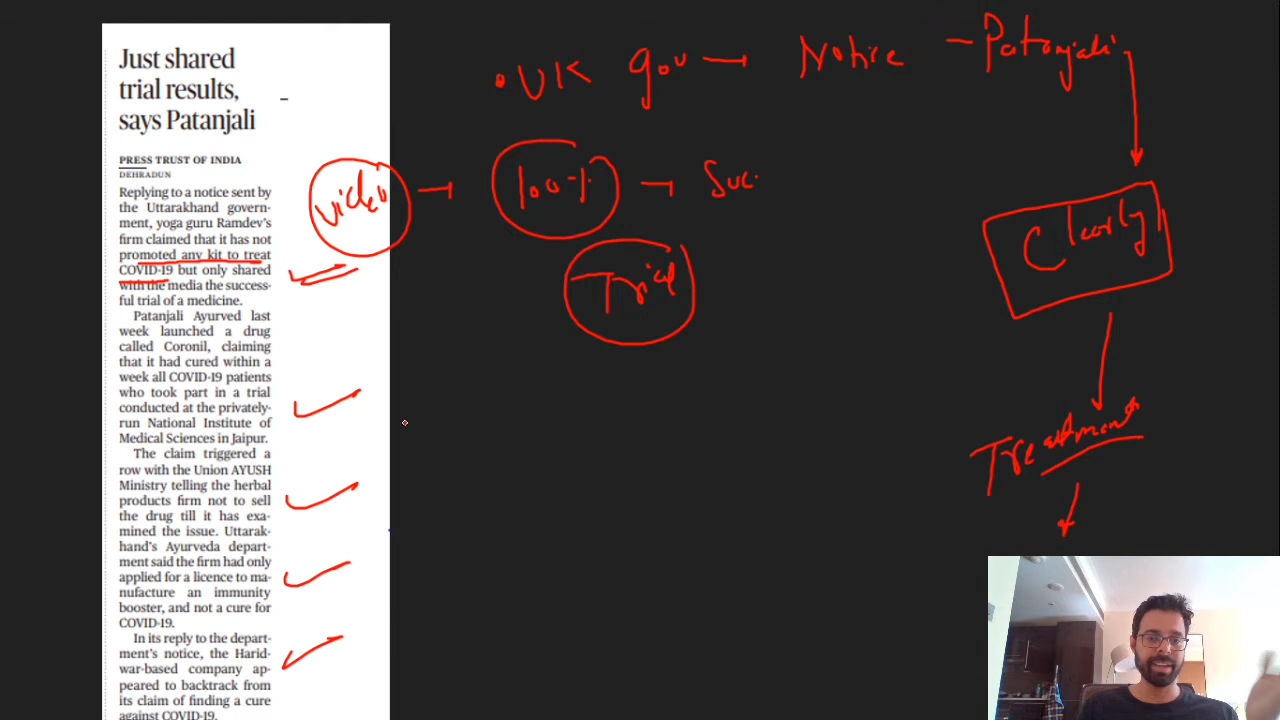 Just shared
trial results,
says Patanjali
PRESS TRUST OF INDIA
DEHRADUN
Replying to a notice sent by
the Uttarakhand govern-
ment, yoga guru Ramdev's
firm claimed that it has not
promoted any kit to treat
COVID-19 but only shared
with the media the success-
ful trial of a medicine.
Patanjali Ayurved last
week launched a drug
called Coronil, claiming
that it had cured within a
week all COVID-19 patients
who took part in a trial
conducted at the privately-
run National Institute of
Medical Sciences in Jaipur.
The claim triggered a
row with the Union AYUSH
Ministry telling the herbal
products firm not to sell
the drug till it has exa-
mined the issue. Uttarak-
hand's Ayurveda depart-
ment said the firm had only
applied for a licence to ma-
nufacture an immunity
booster, and not a cure for
COVID-19.
In its reply to the depart-
ment's notice, the Harid-
war-based company ap-
peared to backtrack from
its claim of finding a cure
against COVID-19.
• UK gov → Notice - Patanjali
Video → 100% → Suc.
Trial
Clearly
Treatment